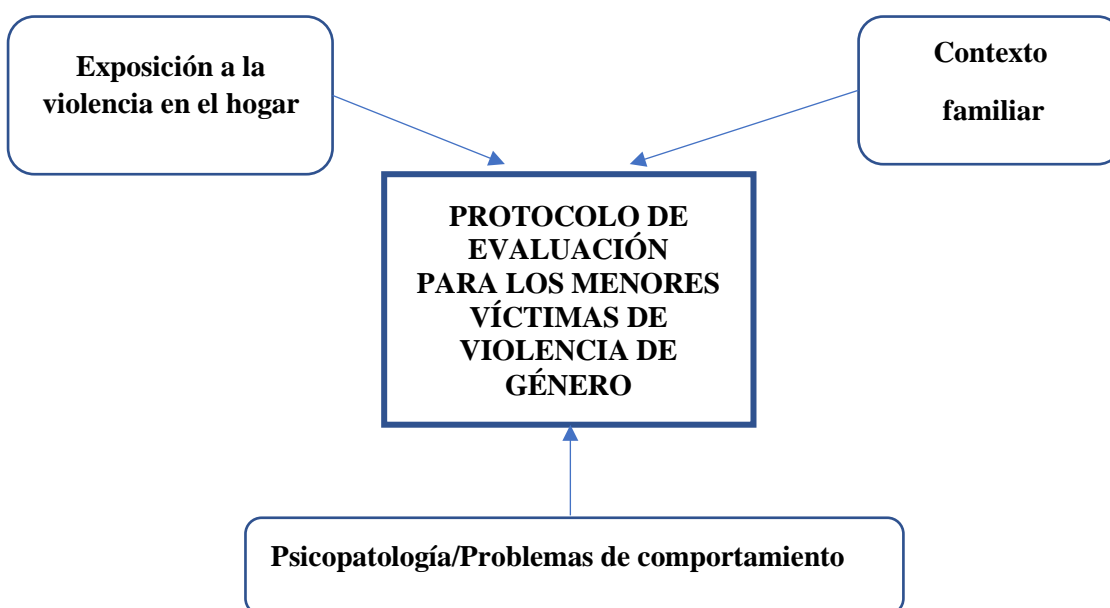 Exposición a la
violencia en el hogar
Contexto
familiar
PROTOCOLO DE
EVALUACIÓN
PARA LOS MENORES
VÍCTIMAS DE
VIOLENCIA DE
GÉNERO
Psicopatología/Problemas de comportamiento